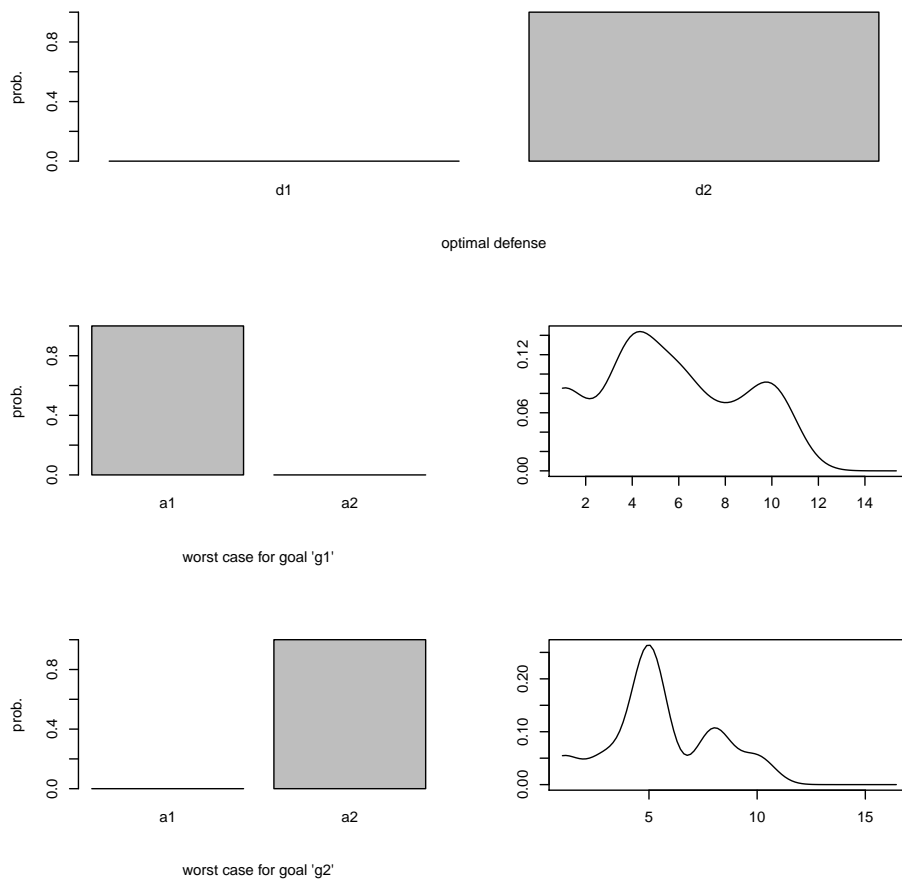 prob.
0.0 0.4 0.8
d1 d2
optimal defense
prob.
0.0 0.4 0.8
a1 a2
worst case for goal 'g1'
0.00 0.06 0.12
2 4 6 8 10 12 14
prob.
0.0 0.4 0.8
a1 a2
worst case for goal 'g2'
0.00 0.10 0.20
5 10 15